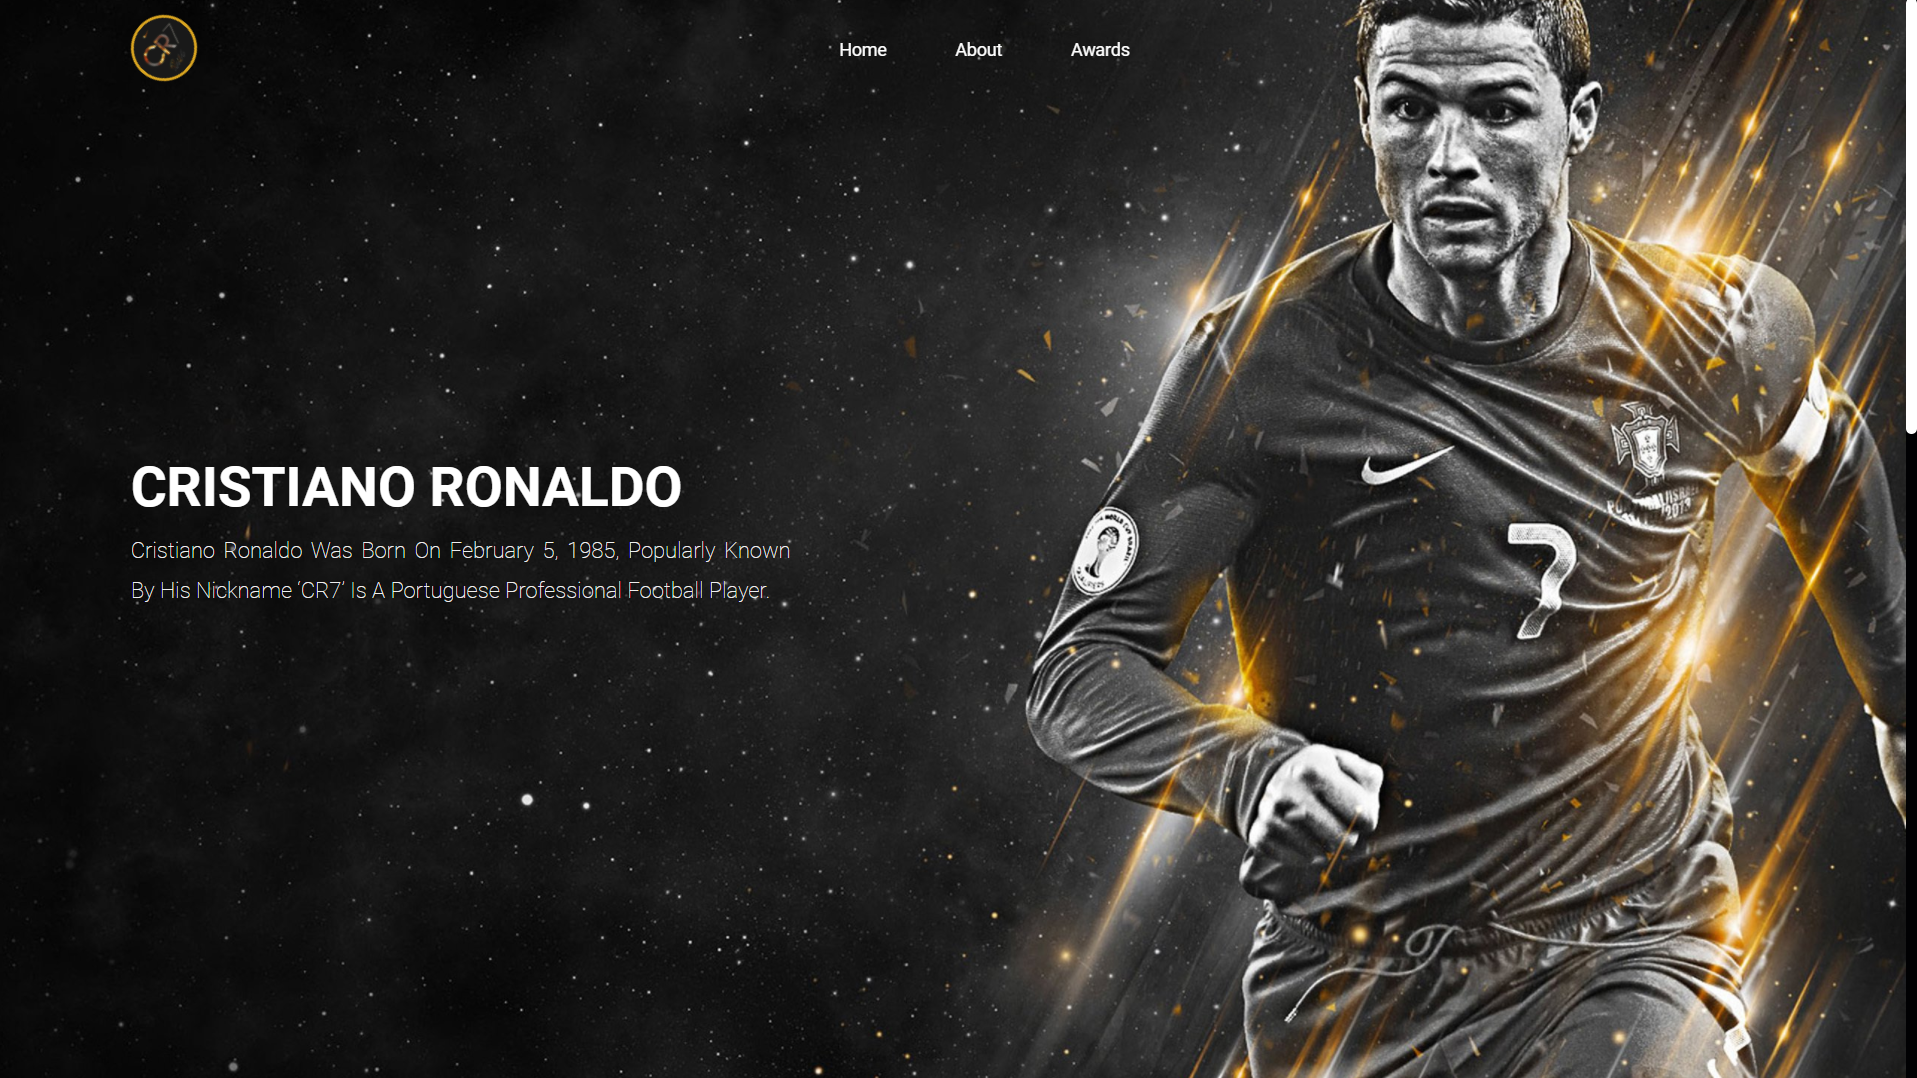 Home About Awards
CRISTIANO RONALDO
Cristiano Ronaldo Was Born On February 5, 1985, Popularly Known
By His Nickname ‘CR7’ Is A Portuguese Professional Football Player.
7